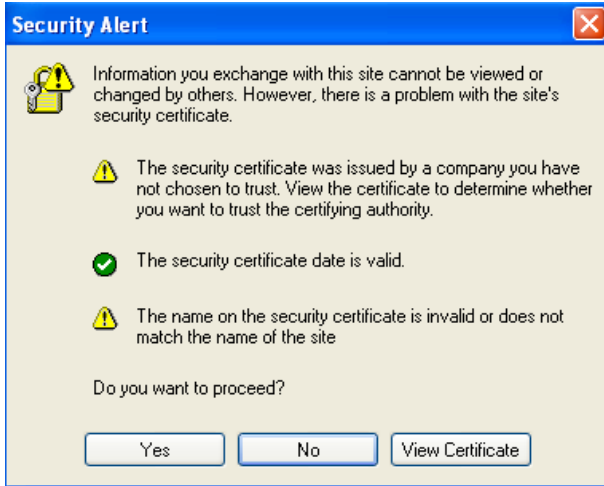 Security Alert
Information you exchange with this site cannot be viewed or
changed by others. However, there is a problem with the site's
security certificate.
The security certificate was issued by a company you have
not chosen to trust. View the certificate to determine whether
you want to trust the certifying authority.
The security certificate date is valid.
The name on the security certificate is invalid or does not
match the name of the site
Do you want to proceed?
Yes No View Certificate